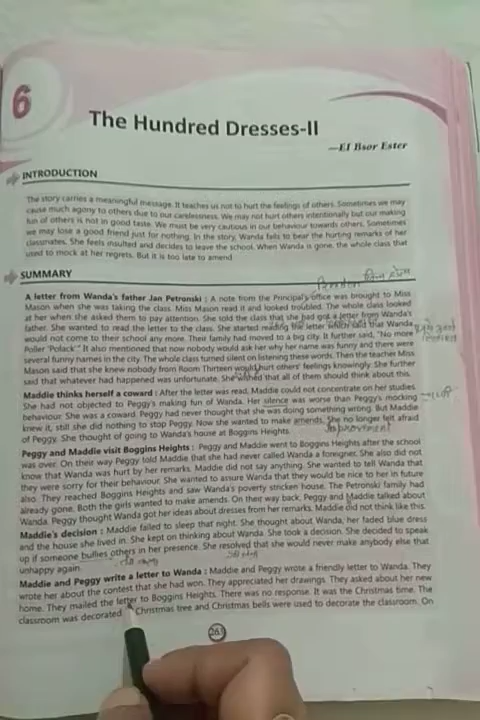 6
The Hundred Dresses-II
—El Bsor Ester
INTRODUCTION
The story carries a meaningful message. It teaches us not to hurt the feelings of others. Sometimes we may
cause much agony to others due to our carelessness. We may not hurt others intentionally but our making
fun of others is not in good taste. We must be very cautious in our behaviour towards others. Sometimes
we may lose a good friend just for nothing. In the story, Wanda fails to bear the hurting remarks of her
classmates. She feels insulted and decides to leave the school. When Wanda is gone, the whole class that
used to mock at her regrets. But it is too late to amend
SUMMARY
A letter from Wanda's father Jan Petronski : A note from the Principal's office was brought to Miss
Mason when she was taking the class. Miss Mason read it and looked troubled. The whole class looked
at her when she asked them to pay attention. She told the class that she had got a letter from Wanda's
father. She wanted to read the letter to the class. She started reading the letter which said that Wanda
would not come to their school any more. Their family had moved to a big city. It further said, "No more
Poller 'Polack'." It also mentioned that now nobody would ask her why her name was funny and there were
several funny names in the city. The whole class turned silent on listening these words. Then the teacher Miss
Mason said that she knew nobody from Room Thirteen would hurt others' feelings knowingly. She further
said that whatever had happened was unfortunate. She wished that all of them should think about this.
Maddie thinks herself a coward : After the letter was read, Maddie could not concentrate on her studies.
She had not objected to Peggy's making fun of Wanda. Her silence was worse than Peggy's mocking
behaviour. She was a coward. Peggy had never thought that she was doing something wrong. But Maddie
knew it, still she did nothing to stop Peggy. Now she wanted to make amends. She no longer felt afraid
of Peggy. She thought of going to Wanda's house at Boggins Heights.
Improvment
Peggy and Maddie visit Boggins Heights : Peggy and Maddie went to Boggins Heights after the school
was over. On their way Peggy told Maddie that she had never called Wanda a foreigner. She also did not
know that Wanda was hurt by her remarks. Maddie did not say anything. She wanted to tell Wanda that
they were sorry for their behaviour. She wanted to assure Wanda that they would be nice to her in future
also. They reached Boggins Heights and saw Wanda's poverty stricken house. The Petronski family had
already gone. Both the girls wanted to make amends. On their way back, Peggy and Maddie talked about
Wanda. Peggy thought Wanda got her ideas about dresses from her remarks. Maddie did not think like this.
Maddie's decision : Maddie failed to sleep that night. She thought about Wanda, her faded blue dress
and the house she lived in. She kept on thinking about Wanda. She took a decision. She decided to speak
up if someone bullies others in her presence. She resolved that she would never make anybody else that
unhappy again.
Maddie and Peggy write a letter to Wanda : Maddie and Peggy wrote a friendly letter to Wanda. They
wrote her about the contest that she had won. They appreciated her drawings. They asked about her new
home. They mailed the letter to Boggins Heights. There was no response. It was the Christmas time. The
classroom was decorated. Christmas tree and Christmas bells were used to decorate the classroom. On
263